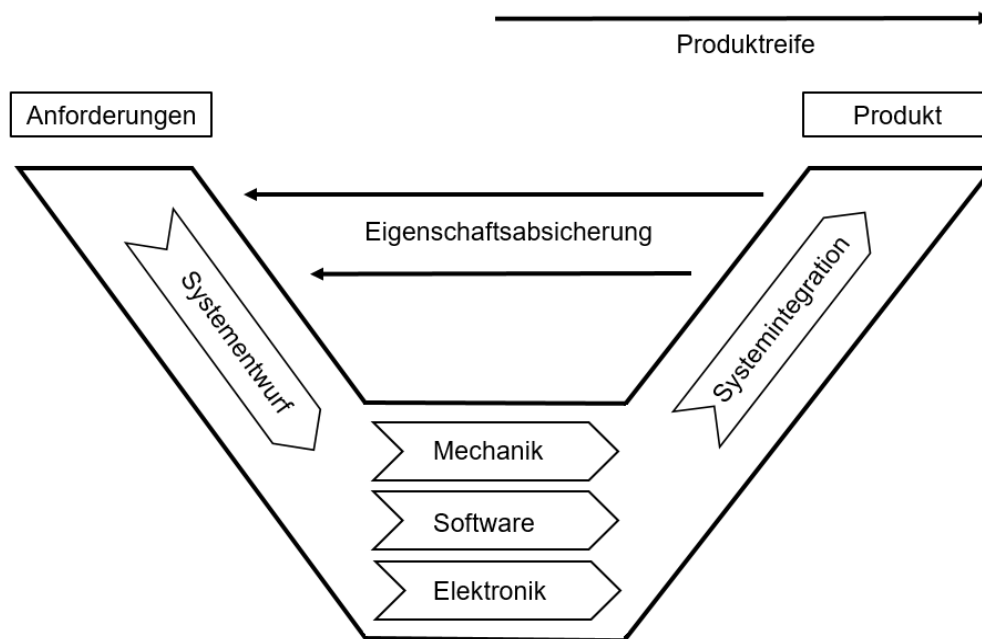 Produktreife
Anforderungen
Produkt
Eigenschaftsabsicherung
Systementwurf
Systemintegration
Mechanik
Software
Elektronik